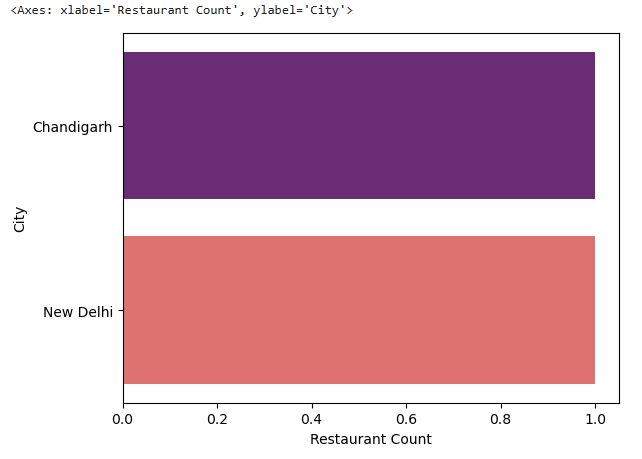 <Axes: xlabel='Restaurant Count', ylabel='City'>
Chandigarh
City
New Delhi
0.0 0.2 0.4 0.6 0.8 1.0
Restaurant Count